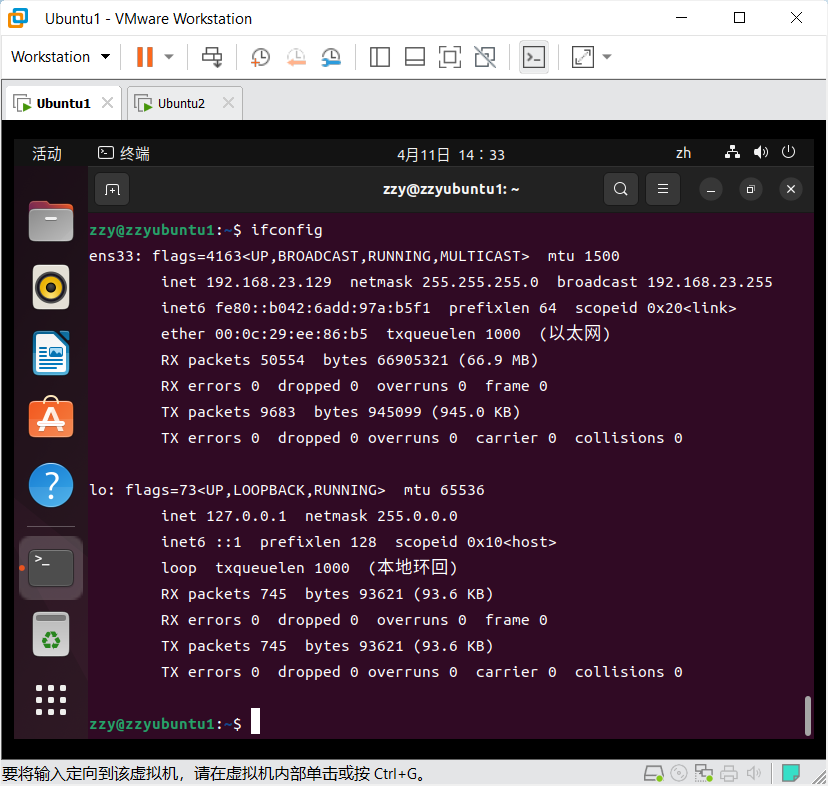 Ubuntu1 - VMware Workstation
Workstation
Ubuntu1 Ubuntu2
活动 终端 4月11日 14：33 zh
zzy@zzyubuntu1: ~
zzy@zzyubuntu1:~$ ifconfig
ens33: flags=4163<UP,BROADCAST,RUNNING,MULTICAST>  mtu 1500
        inet 192.168.23.129  netmask 255.255.255.0  broadcast 192.168.23.255
        inet6 fe80::b042:6add:97a:b5f1  prefixlen 64  scopeid 0x20<link>
        ether 00:0c:29:ee:86:b5  txqueuelen 1000  (以太网)
        RX packets 50554  bytes 66905321 (66.9 MB)
        RX errors 0  dropped 0  overruns 0  frame 0
        TX packets 9683  bytes 945099 (945.0 KB)
        TX errors 0  dropped 0 overruns 0  carrier 0  collisions 0
lo: flags=73<UP,LOOPBACK,RUNNING>  mtu 65536
        inet 127.0.0.1  netmask 255.0.0.0
        inet6 ::1  prefixlen 128  scopeid 0x10<host>
        loop  txqueuelen 1000  (本地环回)
        RX packets 745  bytes 93621 (93.6 KB)
        RX errors 0  dropped 0  overruns 0  frame 0
        TX packets 745  bytes 93621 (93.6 KB)
        TX errors 0  dropped 0 overruns 0  carrier 0  collisions 0
zzy@zzyubuntu1:~$
要将输入定向到该虚拟机，请在虚拟机内部单击或按 Ctrl+G。